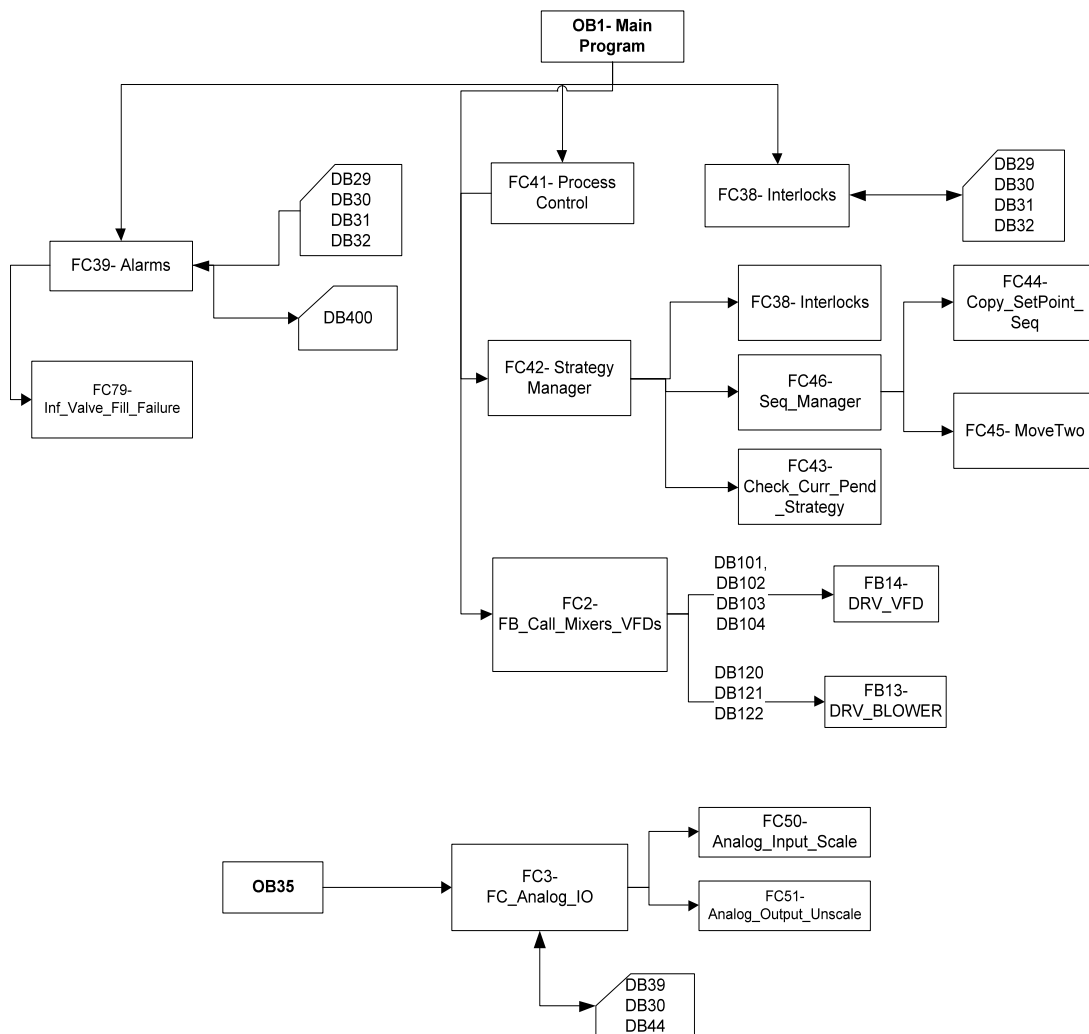 OB1- Main
Program
FC41- Process
Control
FC38- Interlocks
DB29
DB30
DB31
DB32
DB29
DB30
DB31
DB32
FC39- Alarms
DB400
FC79-
Inf_Valve_Fill_Failure
FC42- Strategy
Manager
FC38- Interlocks
FC44-
Copy_SetPoint_
Seq
FC46-
Seq_Manager
FC45- MoveTwo
FC43-
Check_Curr_Pend
_Strategy
FC2-
FB_Call_Mixers_VFDs
DB101,
DB102
DB103
DB104
FB14-
DRV_VFD
DB120
DB121
DB122
FB13-
DRV_BLOWER
OB35
FC3-
FC_Analog_IO
FC50-
Analog_Input_Scale
FC51-
Analog_Output_Unscale
DB39
DB30
DB44